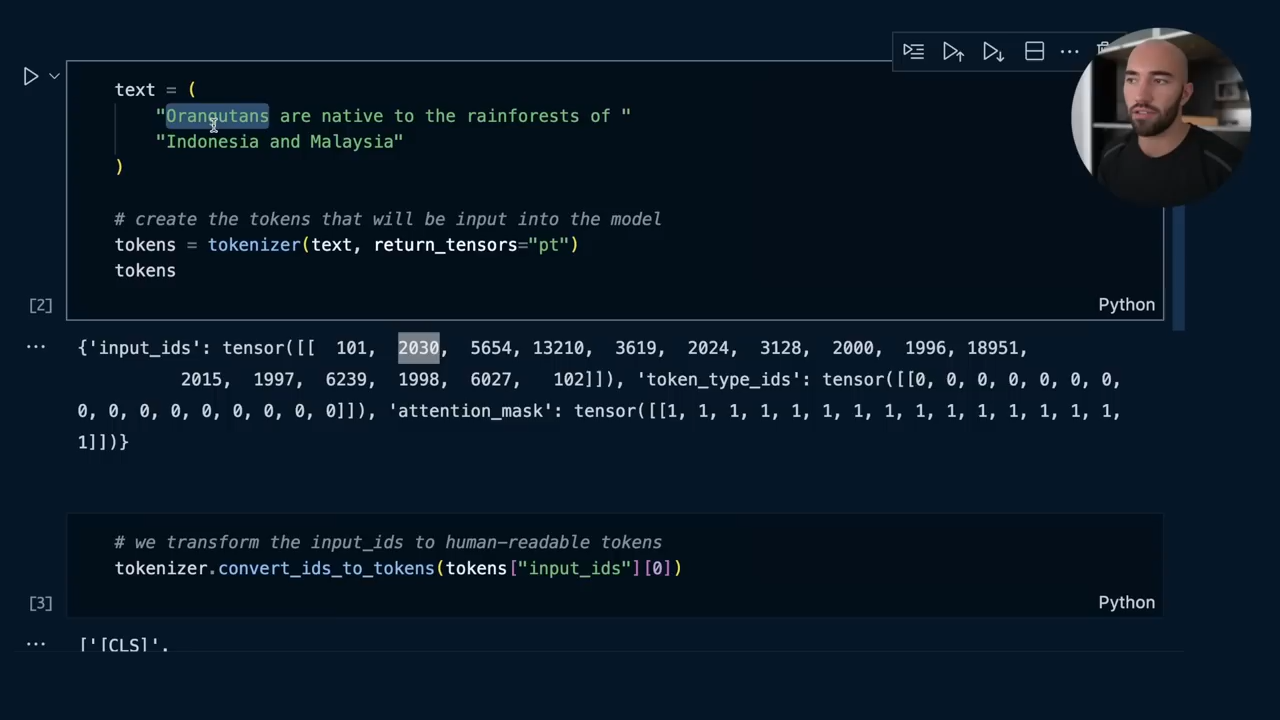 text = (
"Orangutans are native to the rainforests of "
"Indonesia and Malaysia"
)
# create the tokens that will be input into the model
tokens = tokenizer(text, return_tensors="pt")
tokens
[2]
Python
{'input_ids': tensor([[ 101, 2030, 5654, 13210, 3619, 2024, 3128, 2000, 1996, 18951,
2015, 1997, 6239, 1998, 6027, 102]]), 'token_type_ids': tensor([[0, 0, 0, 0, 0, 0, 0,
0, 0, 0, 0, 0, 0, 0, 0, 0]]), 'attention_mask': tensor([[1, 1, 1, 1, 1, 1, 1, 1, 1, 1, 1, 1, 1, 1, 1,
1]])}
# we transform the input_ids to human-readable tokens
tokenizer.convert_ids_to_tokens(tokens["input_ids"][0])
[3]
Python
['[CLS]',